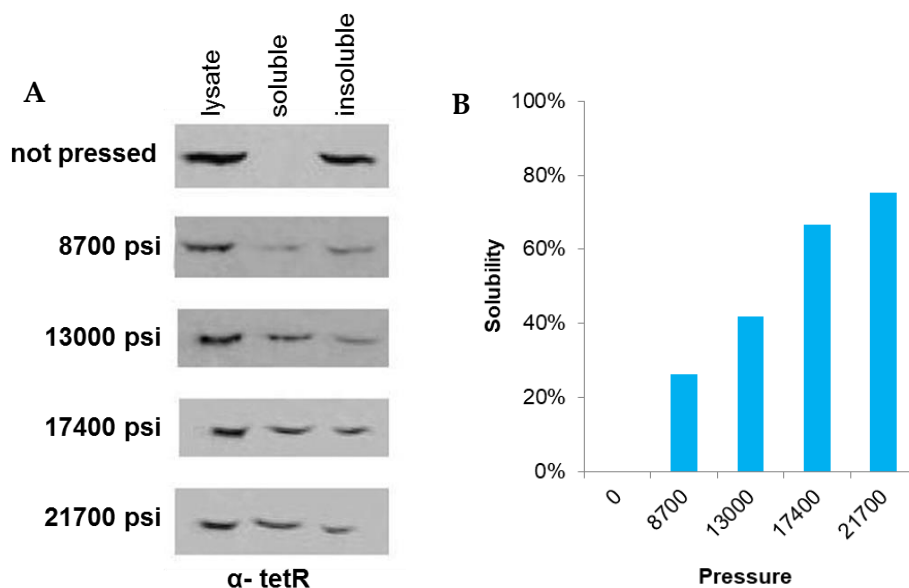 A
lysate
soluble
insoluble
not pressed
8700 psi
13000 psi
17400 psi
21700 psi
α- tetR
B
100%
80%
60%
40%
20%
0%
Solubility
0
8700
13000
17400
21700
Pressure